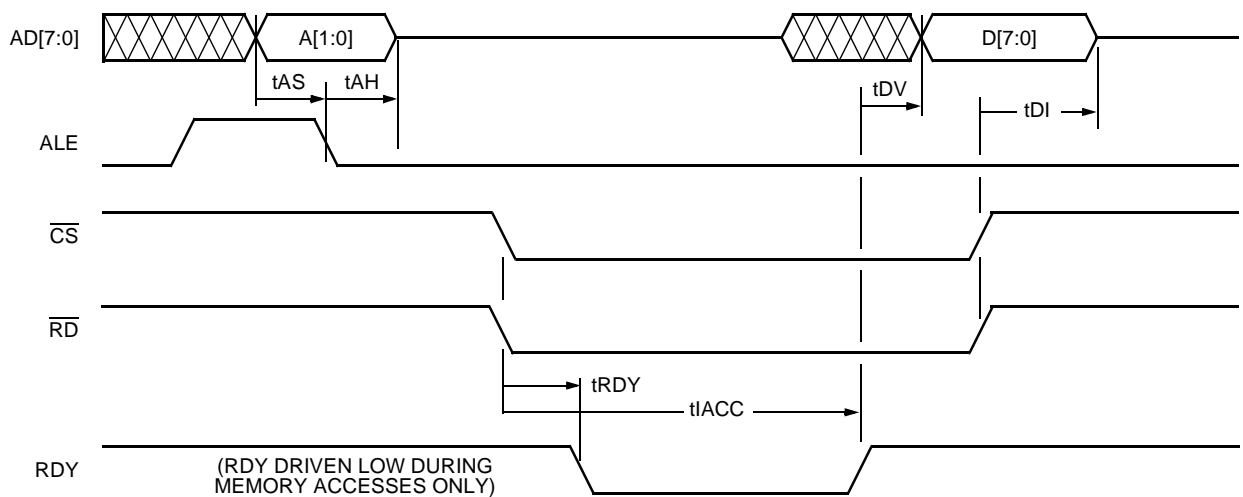 AD[7:0]
A[1:0]
D[7:0]
tAS
tAH
tDV
tDI
ALE
CS
RD
tRDY
tIACC
RDY
(RDY DRIVEN LOW DURING
MEMORY ACCESSES ONLY)